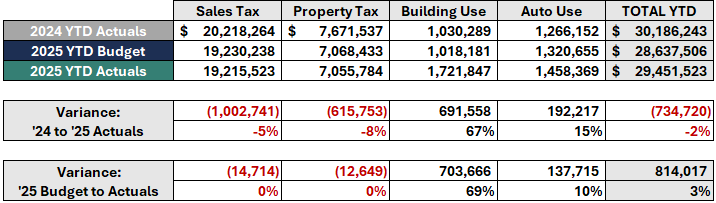 Sales Tax Property Tax Building Use Auto Use TOTAL YTD
2024 YTD Actuals $ 20,218,264 $ 7,671,537 1,030,289 1,266,152 $ 30,186,243
2025 YTD Budget 19,230,238 7,068,433 1,018,181 1,320,655 $ 28,637,506
2025 YTD Actuals 19,215,523 7,055,784 1,721,847 1,458,369 $ 29,451,523
Variance: (1,002,741) (615,753) 691,558 192,217 (734,720)
'24 to '25 Actuals -5% -8% 67% 15% -2%
Variance: (14,714) (12,649) 703,666 137,715 814,017
'25 Budget to Actuals 0% 0% 69% 10% 3%